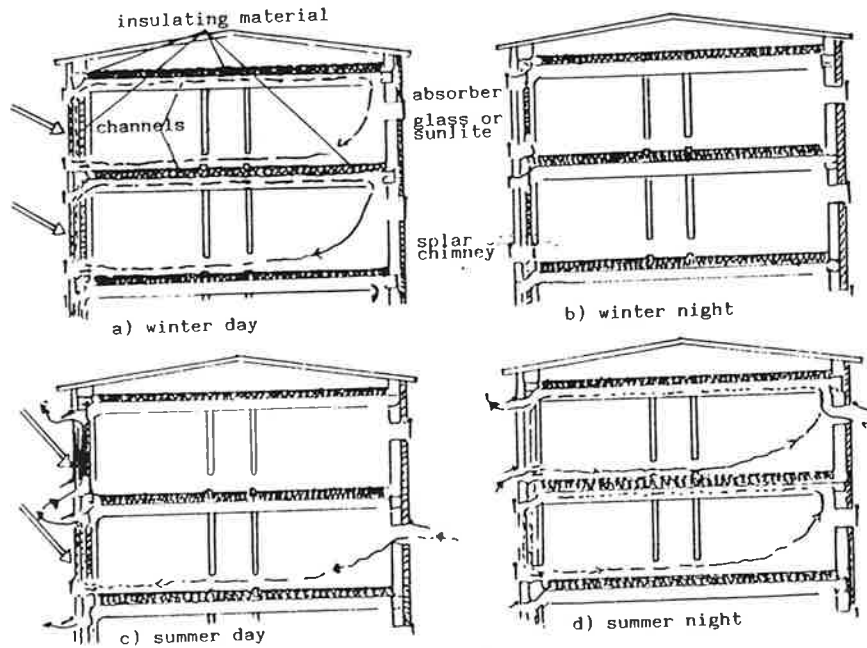 insulating material
channels
absorber
glass or
sunlite
splar
chimney
a) winter day
b) winter night
c) summer day
d) summer night